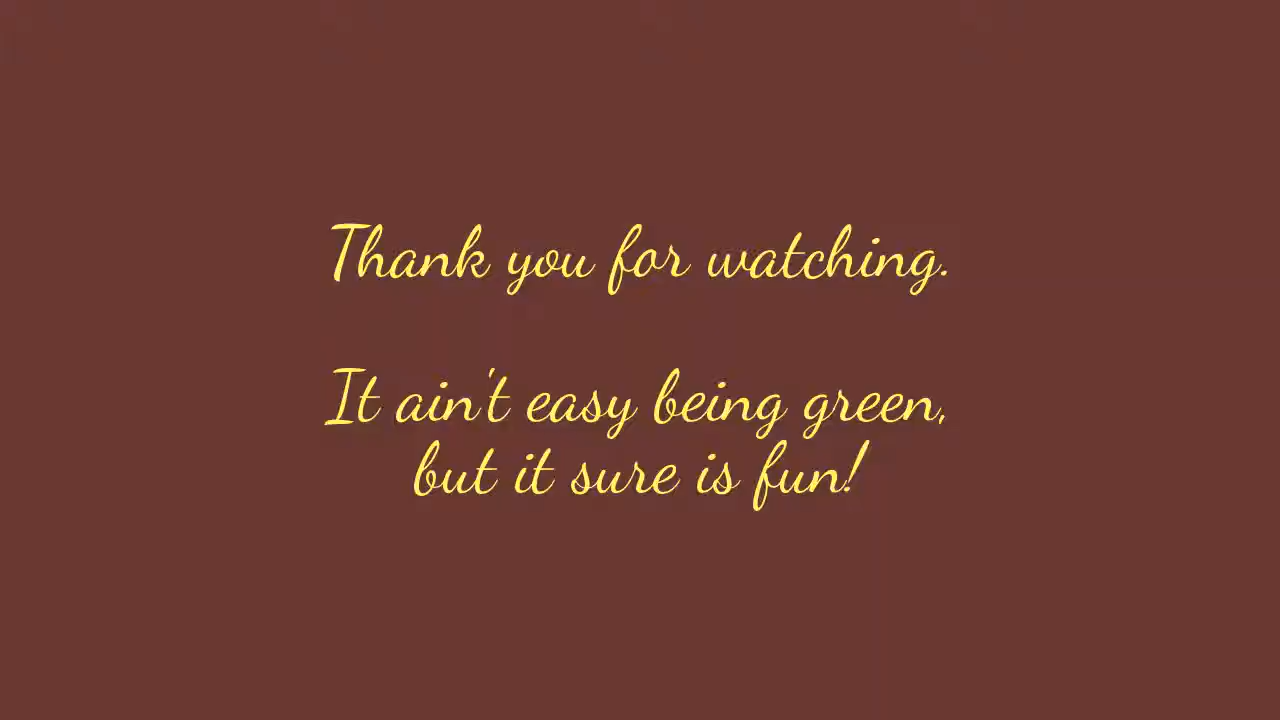 Thank you for watching.
It ain't easy being green,
but it sure is fun!